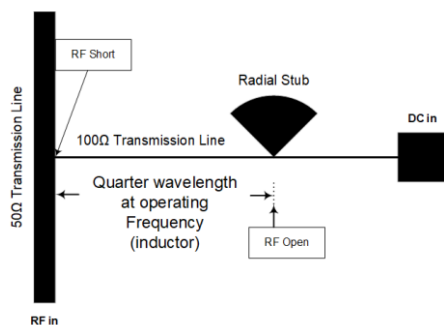 RF Short
Radial Stub
DC in
50Ω Transmission Line
100Ω Transmission Line
Quarter wavelength
at operating
Frequency
(inductor)
RF Open
RF in